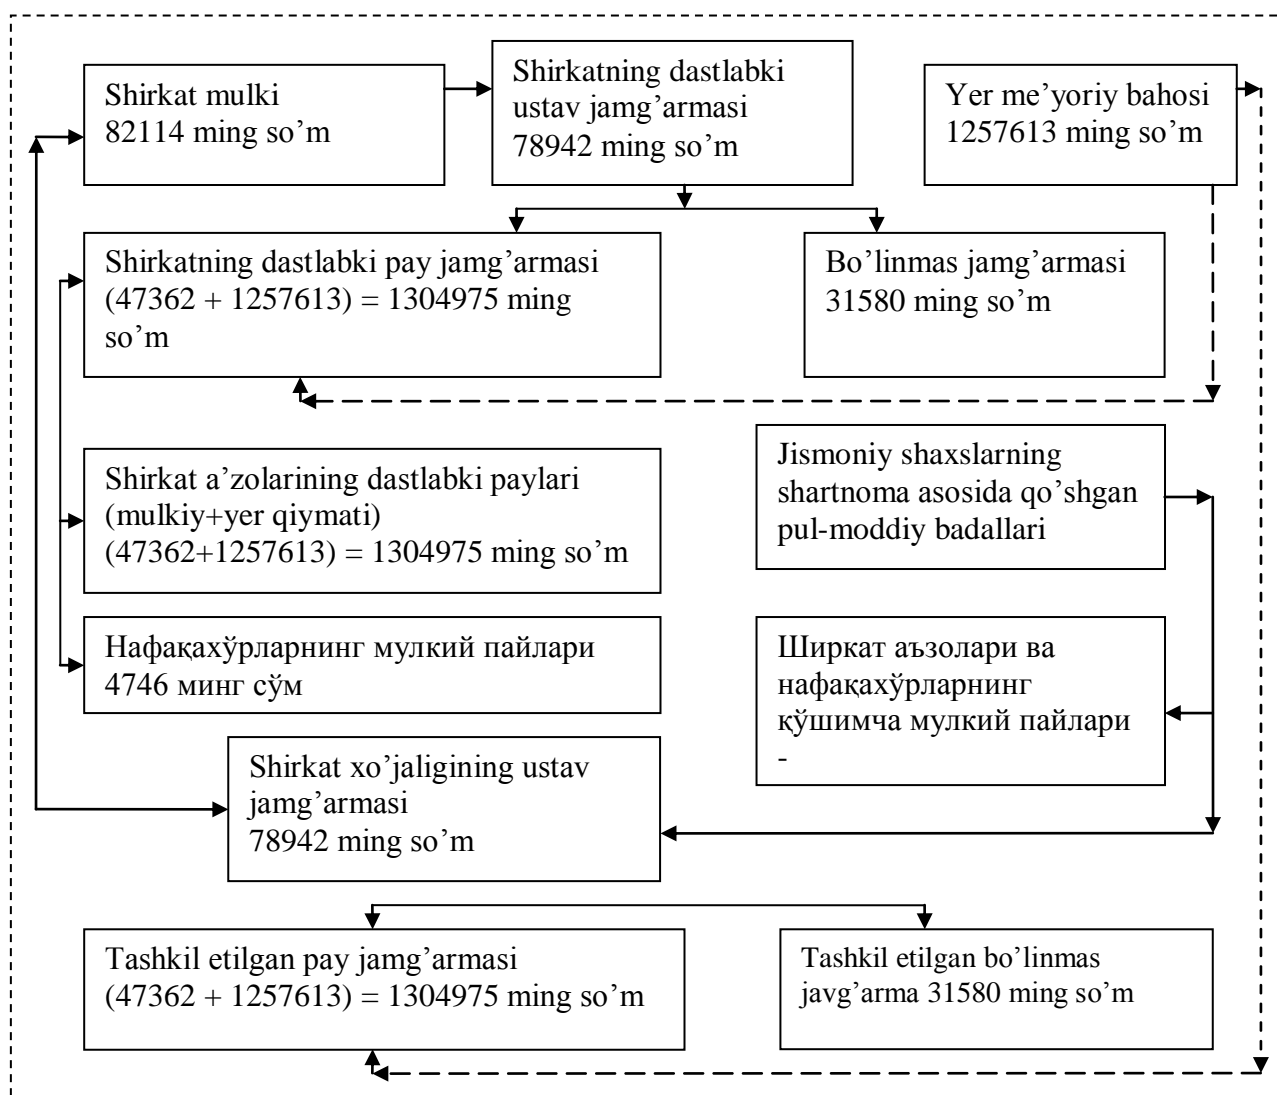 Shirkat mulki
82114 ming so’m
Shirkatning dastlabki
ustav jamg’armasi
78942 ming so’m
Yer me’yoriy bahosi
1257613 ming so’m
Shirkatning dastlabki pay jamg’armasi
(47362 + 1257613) = 1304975 ming
so’m
Bo’linmas jamg’armasi
31580 ming so’m
Shirkat a’zolarining dastlabki paylari
(mulkiy+yer qiymati)
(47362+1257613) = 1304975 ming so’m
Jismoniy shaxslarning
shartnoma asosida qo’shgan
pul-moddiy badallari
Нафақахўрларнинг мулкий пайлари
4746 минг сўм
Ширкат аъзолари ва
нафақахўрларнинг
қўшимча мулкий пайлари
-
Shirkat xo’jaligining ustav
jamg’armasi
78942 ming so’m
Tashkil etilgan pay jamg’armasi
(47362 + 1257613) = 1304975 ming so’m
Tashkil etilgan bo’linmas
javg’arma 31580 ming so’m